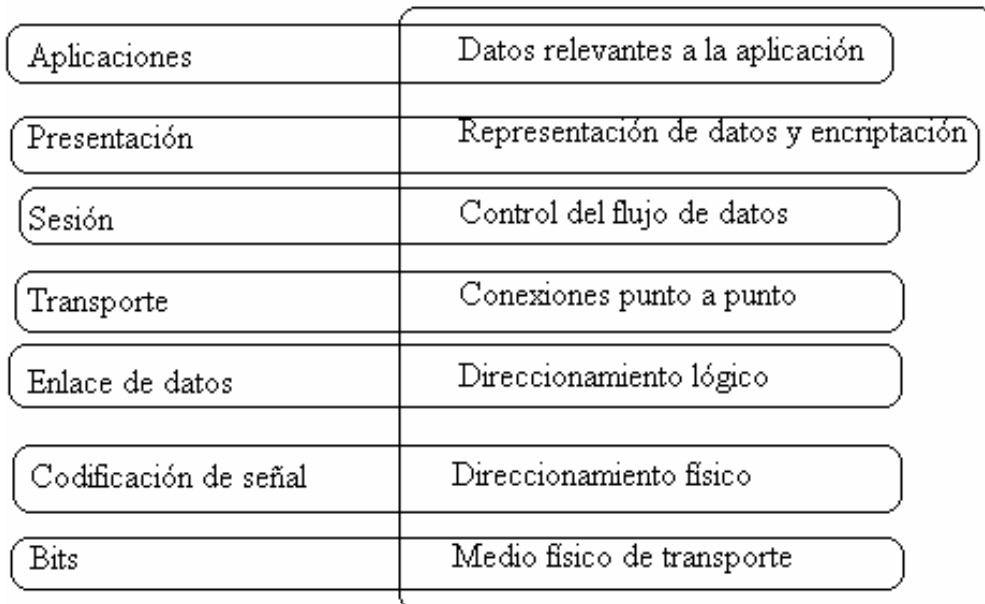 Aplicaciones Datos relevantes a la aplicación
Presentación Representación de datos y encriptación
Sesión Control del flujo de datos
Transporte Conexiones punto a punto
Enlace de datos Direccionamiento lógico
Codificación de señal Direccionamiento físico
Bits Medio físico de transporte